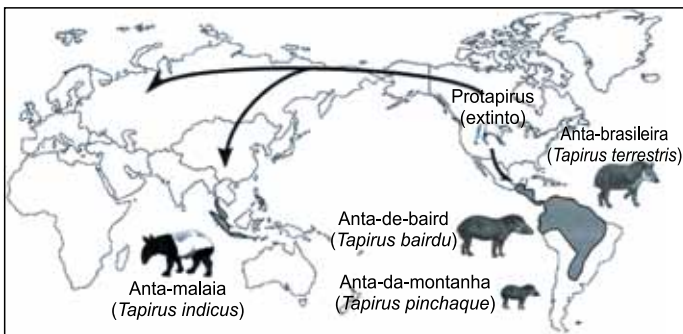 Protapirus
(extinto)
Anta-brasileira
(Tapirus terrestris)
Anta-de-baird
(Tapirus bairdu)
Anta-malaia
(Tapirus indicus)
Anta-da-montanha
(Tapirus pinchaque)